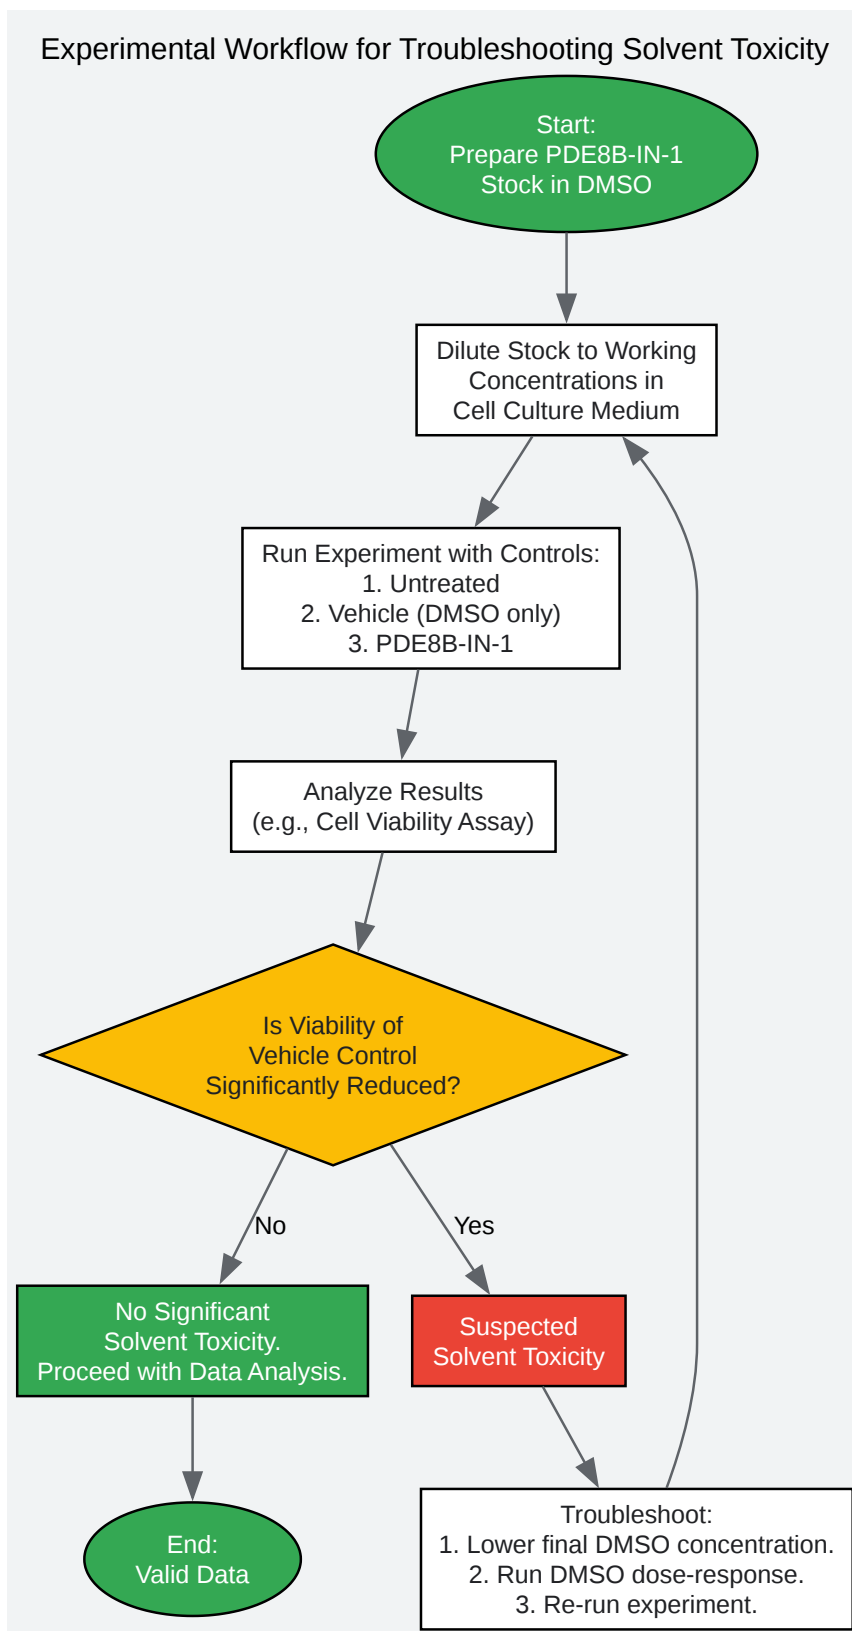 Experimental Workflow for Troubleshooting Solvent Toxicity
Start:
Prepare PDE8B-IN-1
Stock in DMSO
Dilute Stock to Working
Concentrations in
Cell Culture Medium
Run Experiment with Controls:
1. Untreated
2. Vehicle (DMSO only)
3. PDE8B-IN-1
Analyze Results
(e.g., Cell Viability Assay)
Is Viability of
Vehicle Control
Significantly Reduced?
No
Yes
No Significant
Solvent Toxicity.
Proceed with Data Analysis.
Suspected
Solvent Toxicity
End:
Valid Data
Troubleshoot:
1. Lower final DMSO concentration.
2. Run DMSO dose-response.
3. Re-run experiment.